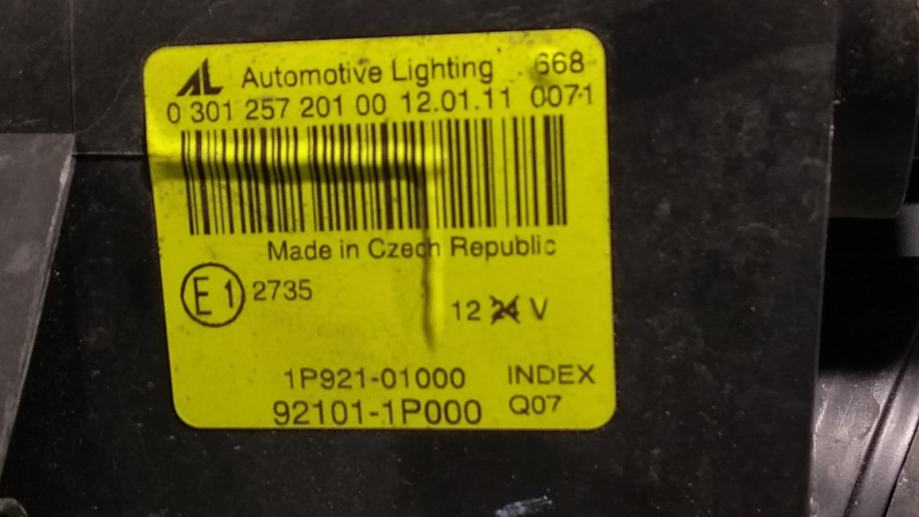 AL Automotive Lighting 668
0 301 257 201 00 12.01.11 0071
Made in Czech Republic
E1 2735
12 24 V
1P921-01000 INDEX
92101-1P000 Q07